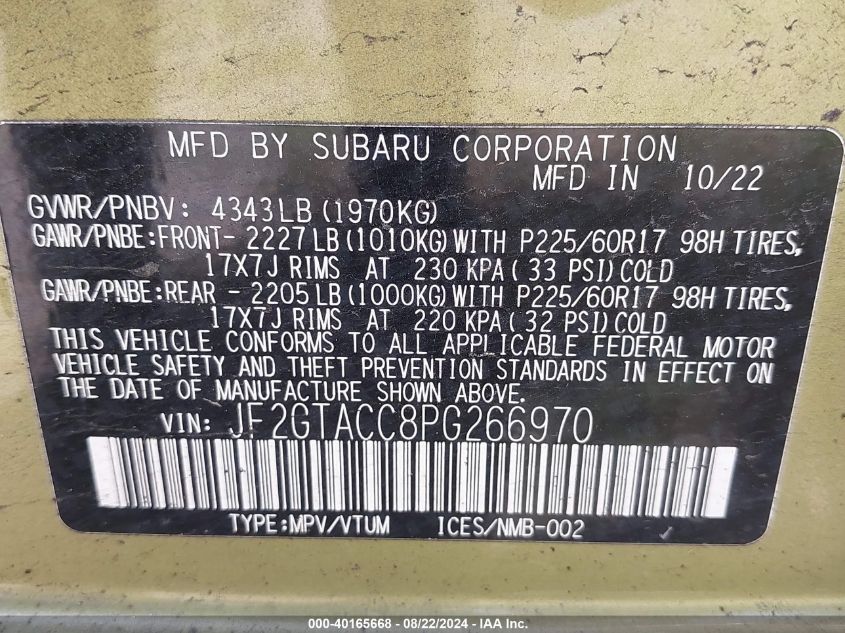 MFD BY SUBARU CORPORATION
MFD IN 10/22
GVWR/PNBV: 4343LB (1970KG)
GAWR/PNBE:FRONT- 2227LB (1010KG) WITH P225/60R17 98H TIRES,
17X7J RIMS AT 230 KPA ( 33 PSI) COLD
GAWR/PNBE:REAR - 2205LB (1000KG) WITH P225/60R17 98H TIRES,
17X7J RIMS AT 220 KPA ( 32 PSI) COLD
THIS VEHICLE CONFORMS TO ALL APPLICABLE FEDERAL MOTOR
VEHICLE SAFETY AND THEFT PREVENTION STANDARDS IN EFFECT ON
THE DATE OF MANUFACTURE SHOWN ABOVE.
VIN: JF2GTACC8PG266970
TYPE:MPV/VTUM ICES/NMB-002
000-40165668 - 08/22/2024 - IAA Inc.